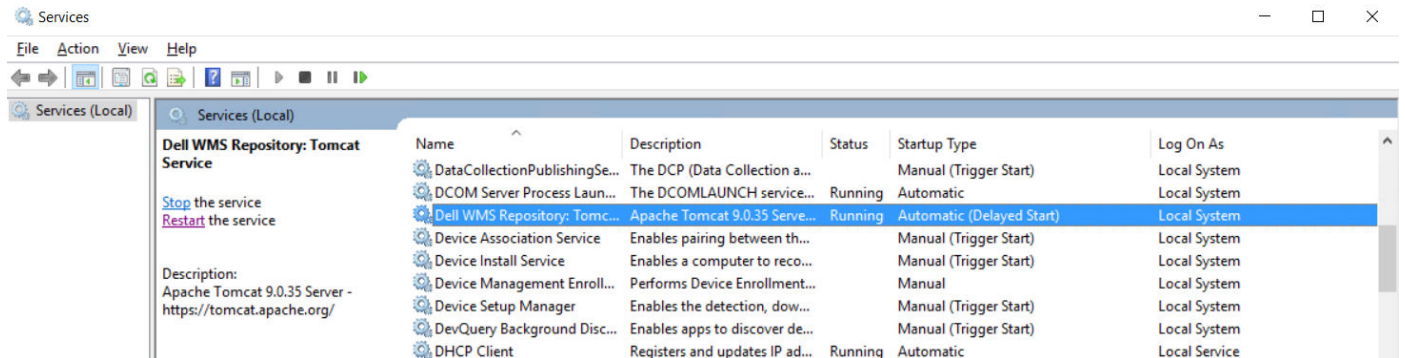 Services
File Action View Help
Services (Local)
Services (Local)
Dell WMS Repository: Tomcat
Service
Stop the service
Restart the service
Description:
Apache Tomcat 9.0.35 Server -
https://tomcat.apache.org/
Name Description Status Startup Type Log On As
DataCollectionPublishingSe... The DCP (Data Collection a... Manual (Trigger Start) Local System
DCOM Server Process Laun... The DCOMLAUNCH service... Running Automatic Local System
Dell WMS Repository: Tomc... Apache Tomcat 9.0.35 Serve... Running Automatic (Delayed Start) Local System
Device Association Service Enables pairing between th... Manual (Trigger Start) Local System
Device Install Service Enables a computer to reco... Manual (Trigger Start) Local System
Device Management Enroll... Performs Device Enrollment... Manual Local System
Device Setup Manager Enables the detection, dow... Manual (Trigger Start) Local System
DevQuery Background Disc... Enables apps to discover de... Manual (Trigger Start) Local System
DHCP Client Registers and updates IP ad... Running Automatic Local Service